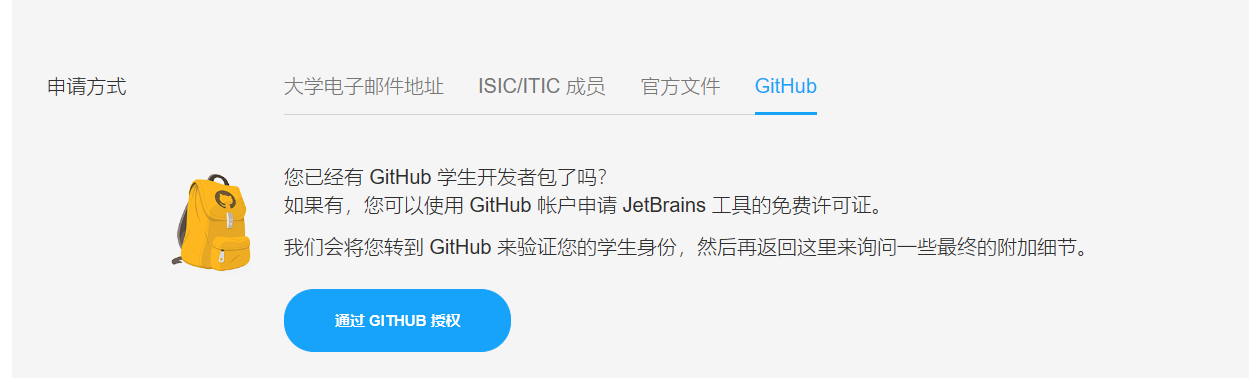 申请方式
大学电子邮件地址 ISIC/ITIC 成员 官方文件 GitHub
您已经有 GitHub 学生开发者包了吗？
如果有，您可以使用 GitHub 帐户申请 JetBrains 工具的免费许可证。
我们会将您转到 GitHub 来验证您的学生身份，然后再返回这里来询问一些最终的附加细节。
通过 GITHUB 授权